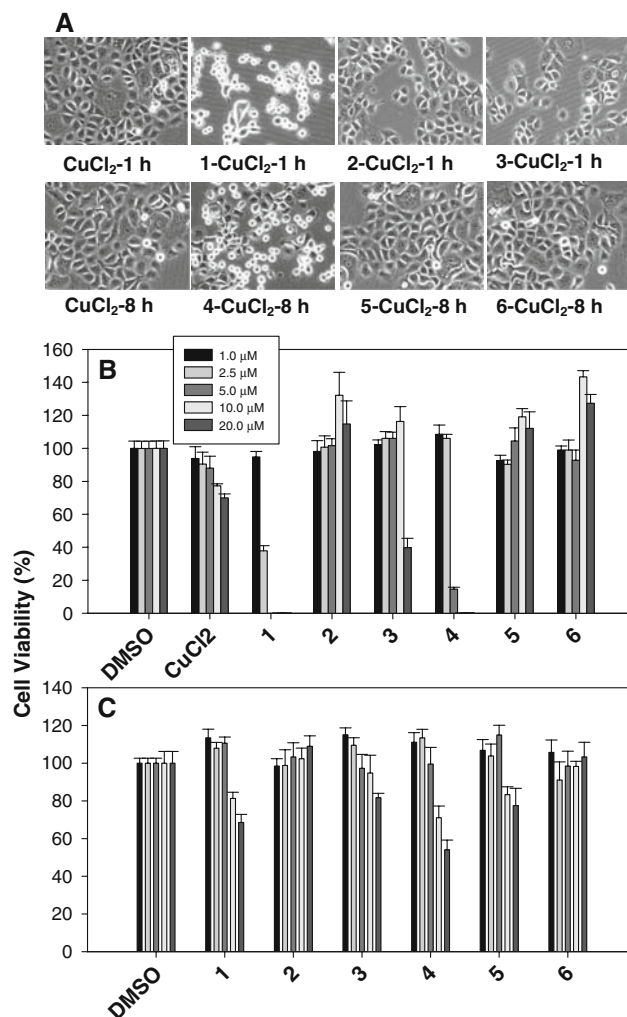 A
CuCl₂-1 h 1-CuCl₂-1 h 2-CuCl₂-1 h 3-CuCl₂-1 h
CuCl₂-8 h 4-CuCl₂-8 h 5-CuCl₂-8 h 6-CuCl₂-8 h
Cell Viability (%)
B
160
140
120
100
80
60
40
20
0
1.0 µM
2.5 µM
5.0 µM
10.0 µM
20.0 µM
DMSO CuCl2 1 2 3 4 5 6
C
140
120
100
80
60
40
20
0
DMSO 1 2 3 4 5 6